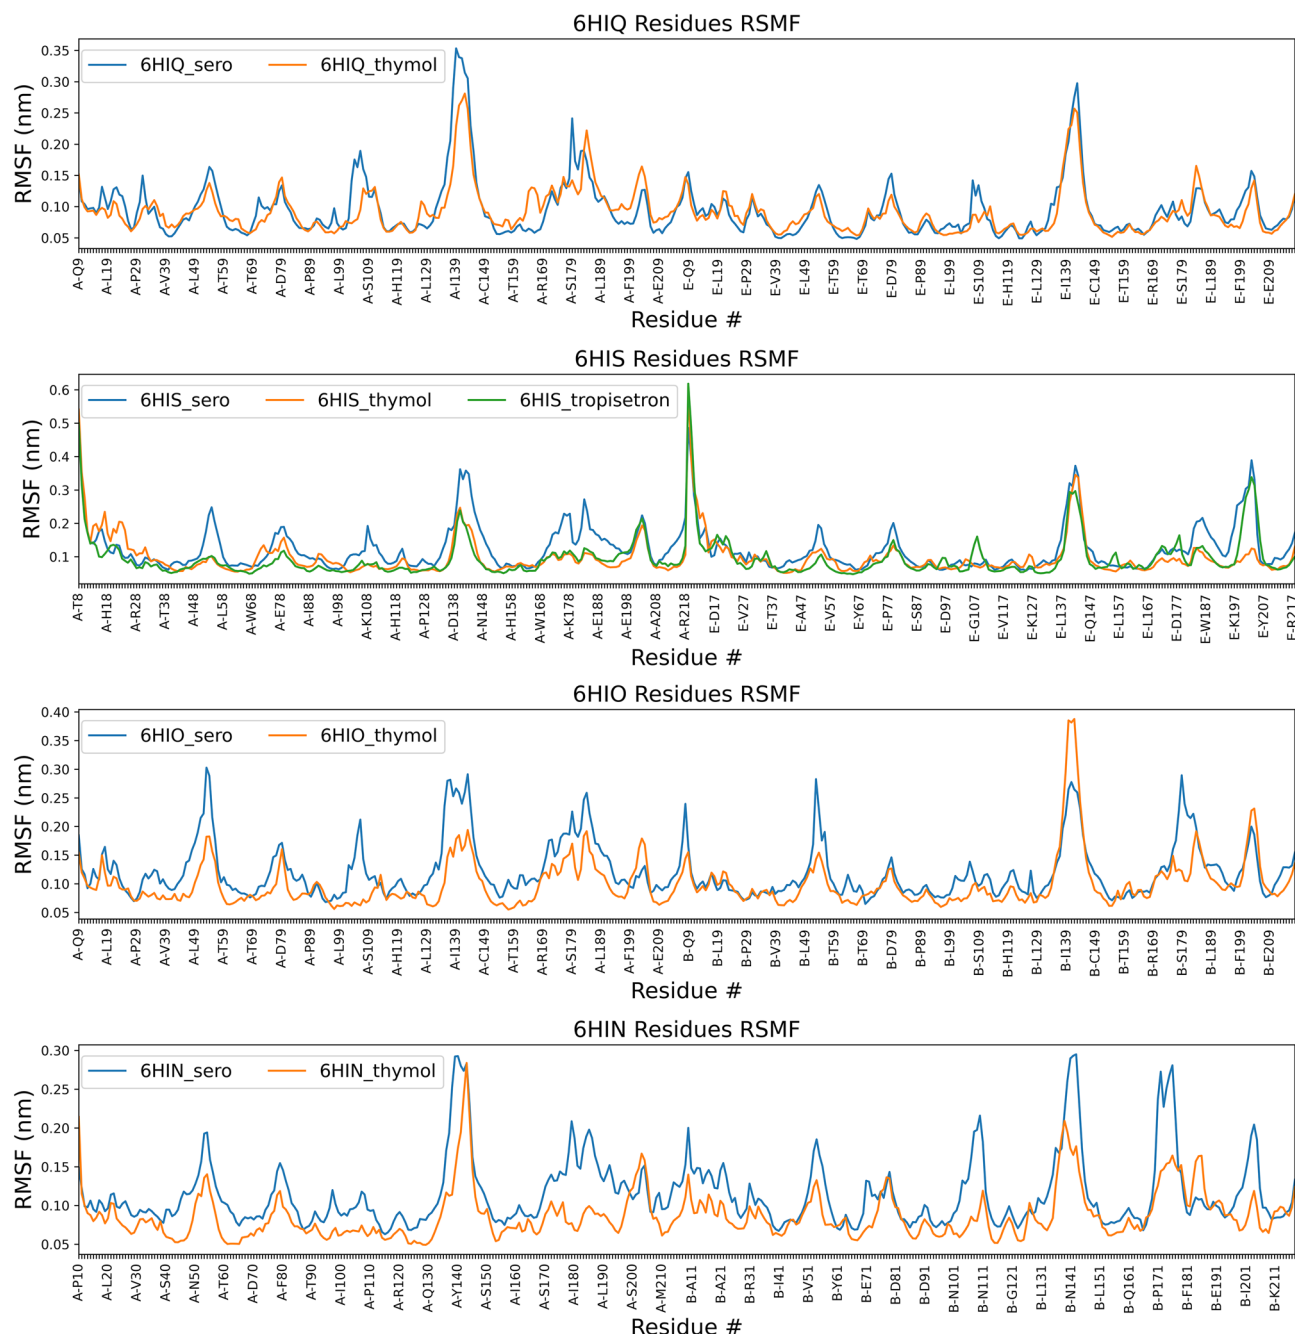 6HIQ Residues RSMF
6HIQ_sero 6HIQ_thymol
RMSF (nm)
0.35
0.30
0.25
0.20
0.15
0.10
0.05
A-Q9 A-L19 A-P29 A-V39 A-L49 A-T59 A-T69 A-D79 A-P89 A-L99 A-S109 A-H119 A-L129 A-I139 A-C149 A-T159 A-R169 A-S179 A-L189 A-F199 A-E209 E-Q9 E-L19 E-P29 E-V39 E-L49 E-T59 E-T69 E-D79 E-P89 E-L99 E-S109 E-H119 E-L129 E-I139 E-C149 E-T159 E-R169 E-S179 E-L189 E-F199 E-E209
Residue #
6HIS Residues RSMF
6HIS_sero 6HIS_thymol 6HIS_tropisetron
RMSF (nm)
0.6
0.5
0.4
0.3
0.2
0.1
A-T8 A-H18 A-R28 A-T38 A-I48 A-L58 A-W68 A-E78 A-I88 A-I98 A-K108 A-H118 A-P128 A-D138 A-N148 A-H158 A-W168 A-K178 A-E188 A-E198 A-A208 A-R218 E-D17 E-V27 E-T37 E-A47 E-V57 E-Y67 E-P77 E-S87 E-D97 E-G107 E-V117 E-K127 E-L137 E-Q147 E-L157 E-L167 E-D177 E-W187 E-K197 E-Y207 E-R217
Residue #
6HIO Residues RSMF
6HIO_sero 6HIO_thymol
RMSF (nm)
0.40
0.35
0.30
0.25
0.20
0.15
0.10
0.05
A-Q9 A-L19 A-P29 A-V39 A-L49 A-T59 A-T69 A-D79 A-P89 A-L99 A-S109 A-H119 A-L129 A-I139 A-C149 A-T159 A-R169 A-S179 A-L189 A-F199 A-E209 B-Q9 B-L19 B-P29 B-V39 B-L49 B-T59 B-T69 B-D79 B-P89 B-L99 B-S109 B-H119 B-L129 B-I139 B-C149 B-T159 B-R169 B-S179 B-L189 B-F199 B-E209
Residue #
6HIN Residues RSMF
6HIN_sero 6HIN_thymol
RMSF (nm)
0.30
0.25
0.20
0.15
0.10
0.05
A-P10 A-L20 A-V30 A-S40 A-N50 A-T60 A-D70 A-F80 A-T90 A-I100 A-P110 A-R120 A-Q130 A-Y140 A-S150 A-I160 A-S170 A-I180 A-L190 A-S200 A-M210 B-A11 B-A21 B-R31 B-I41 B-V51 B-Y61 B-E71 B-D81 B-D91 B-N101 B-N111 B-G121 B-L131 B-N141 B-L151 B-Q161 B-P171 B-F181 B-E191 B-I201 B-K211
Residue #